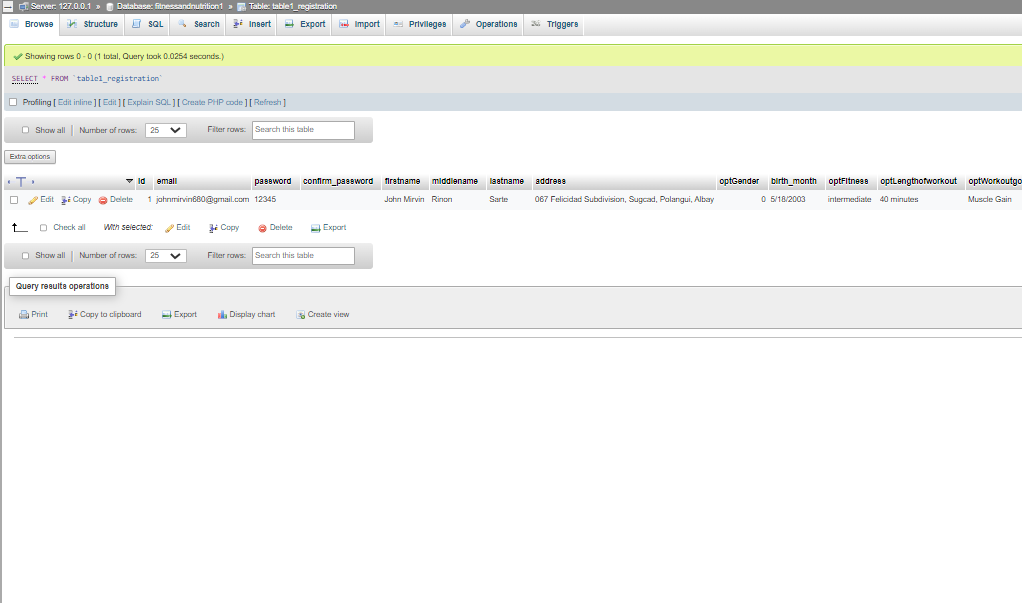 Server: 127.0.0.1 » Database: fitnessandnutrition1 » Table: table1_registration
Browse Structure SQL Search Insert Export Import Privileges Operations Triggers
Showing rows 0 - 0 (1 total, Query took 0.0254 seconds.)
SELECT * FROM `table1_registration`
Profiling [ Edit inline ] [ Edit ] [ Explain SQL ] [ Create PHP code ] [ Refresh ]
Show all | Number of rows: 25 Filter rows: Search this table
Extra options
id email password confirm_password firstname middlename lastname address optGender birth_month optFitness optLengthofworkout optWorkoutgo
Edit Copy Delete 1 johnmirvin680@gmail.com 12345 John Mirvin Rinon Sarte 067 Felicidad Subdivision, Sugcad, Polangui, Albay 0 5/18/2003 intermediate 40 minutes Muscle Gain
Check all With selected: Edit Copy Delete Export
Show all | Number of rows: 25 Filter rows: Search this table
Query results operations
Print Copy to clipboard Export Display chart Create view